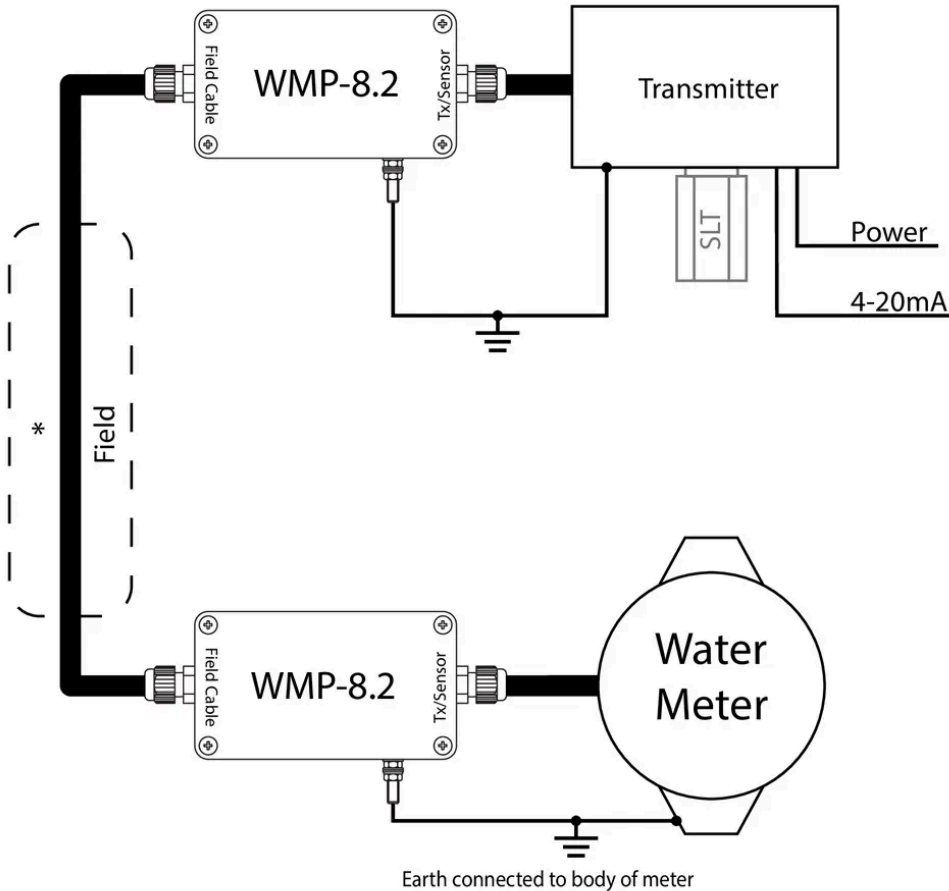 Field Cable
WMP-8.2
Tx/Sensor
Transmitter
SLT
Power
4-20mA
*
Field
Field Cable
WMP-8.2
Tx/Sensor
Water
Meter
Earth connected to body of meter